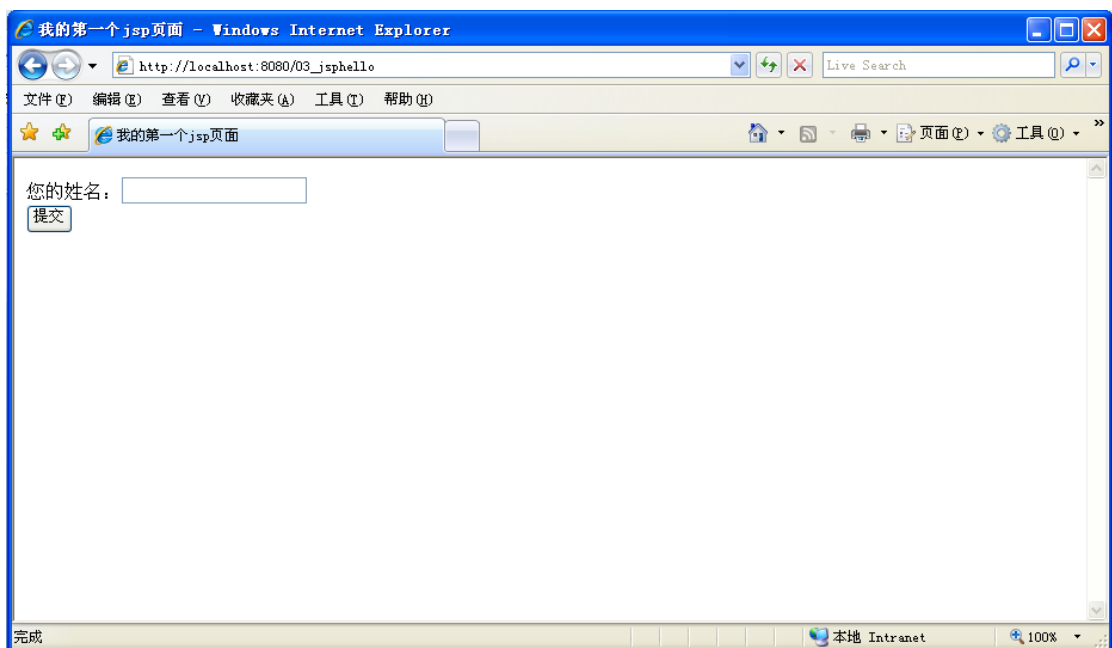 我的第一个jsp页面 - Windows Internet Explorer
http://localhost:8080/03_jsphello Live Search
文件(F) 编辑(E) 查看(V) 收藏夹(A) 工具(T) 帮助(H)
我的第一个jsp页面 页面(P) 工具(O) »
您的姓名：
提交
完成 本地 Intranet 100%